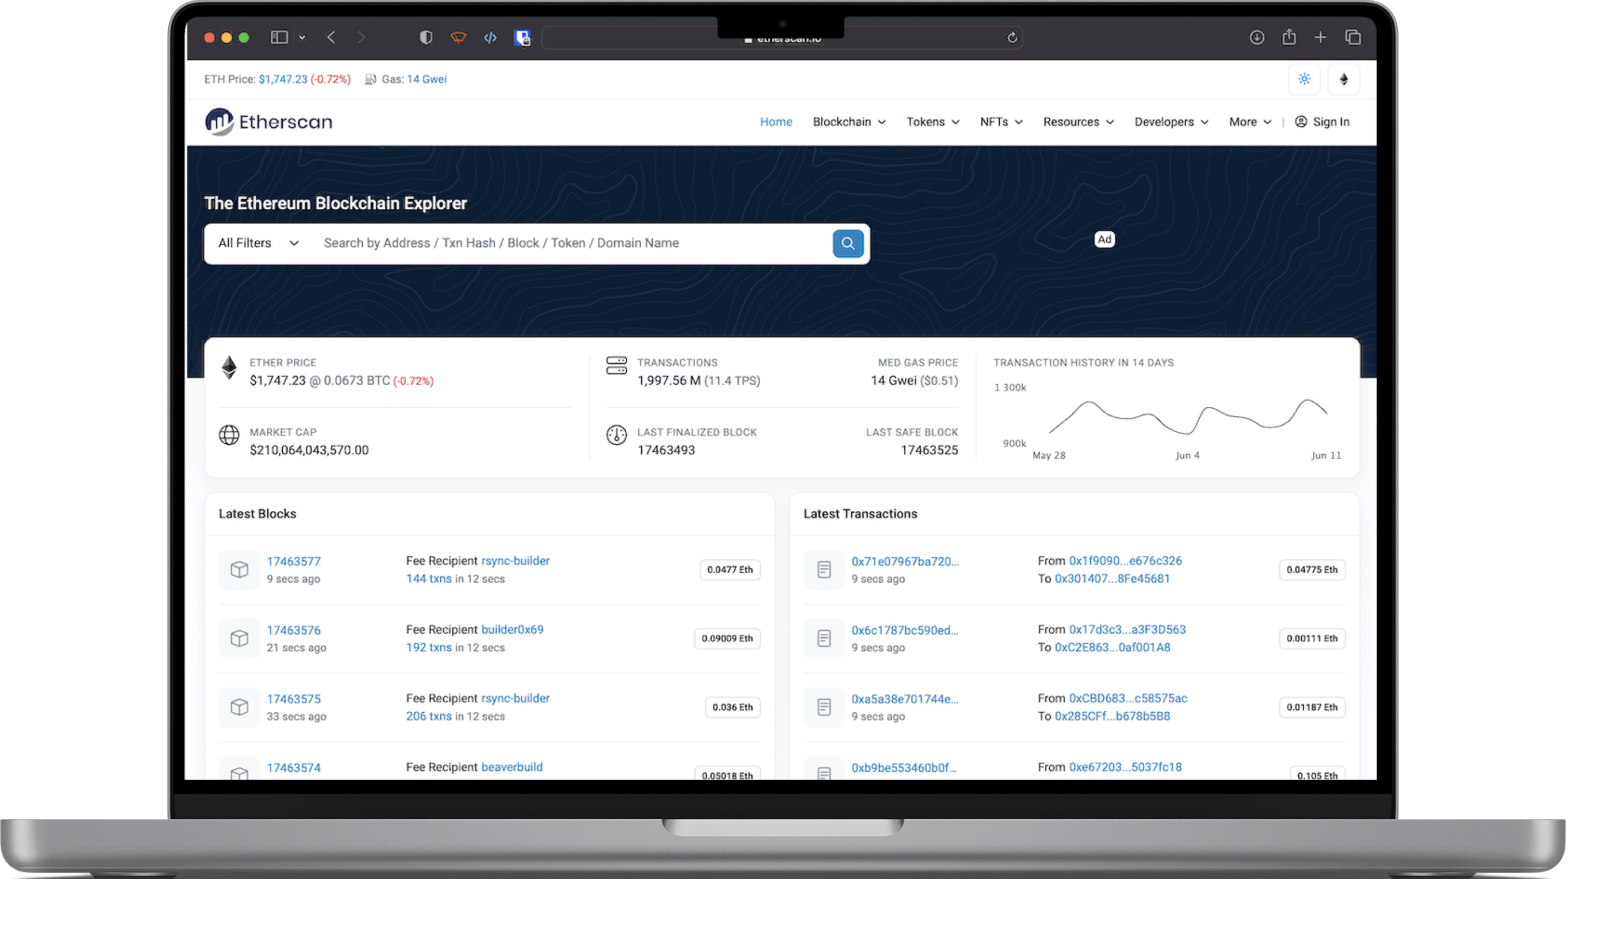 etherscan.io
ETH Price: $1,747.23 (-0.72%) Gas: 14 Gwei
Etherscan
Home Blockchain Tokens NFTs Resources Developers More | Sign In
The Ethereum Blockchain Explorer
All Filters Search by Address / Txn Hash / Block / Token / Domain Name
Ad
ETHER PRICE
$1,747.23 @ 0.0673 BTC (-0.72%)
MARKET CAP
$210,064,043,570.00
TRANSACTIONS
1,997.56 M (11.4 TPS)
MED GAS PRICE
14 Gwei ($0.51)
LAST FINALIZED BLOCK
17463493
LAST SAFE BLOCK
17463525
TRANSACTION HISTORY IN 14 DAYS
1 300k
900k
May 28 Jun 4 Jun 11
Latest Blocks
17463577
9 secs ago
Fee Recipient rsync-builder
144 txns in 12 secs
0.0477 Eth
17463576
21 secs ago
Fee Recipient builder0x69
192 txns in 12 secs
0.09009 Eth
17463575
33 secs ago
Fee Recipient rsync-builder
206 txns in 12 secs
0.036 Eth
17463574
Fee Recipient beaverbuild
0.05018 Eth
Latest Transactions
0x71e07967ba720...
9 secs ago
From 0x1f9090...e676c326
To 0x301407...8Fe45681
0.04775 Eth
0x6c1787bc590ed...
9 secs ago
From 0x17d3c3...a3F3D563
To 0xC2E863...0af001A8
0.00111 Eth
0xa5a38e701744e...
9 secs ago
From 0xCBD683...c58575ac
To 0x285CFf...b678b5B8
0.01187 Eth
0xb9be553460b0f...
From 0xe67203...5037fc18
0.105 Eth